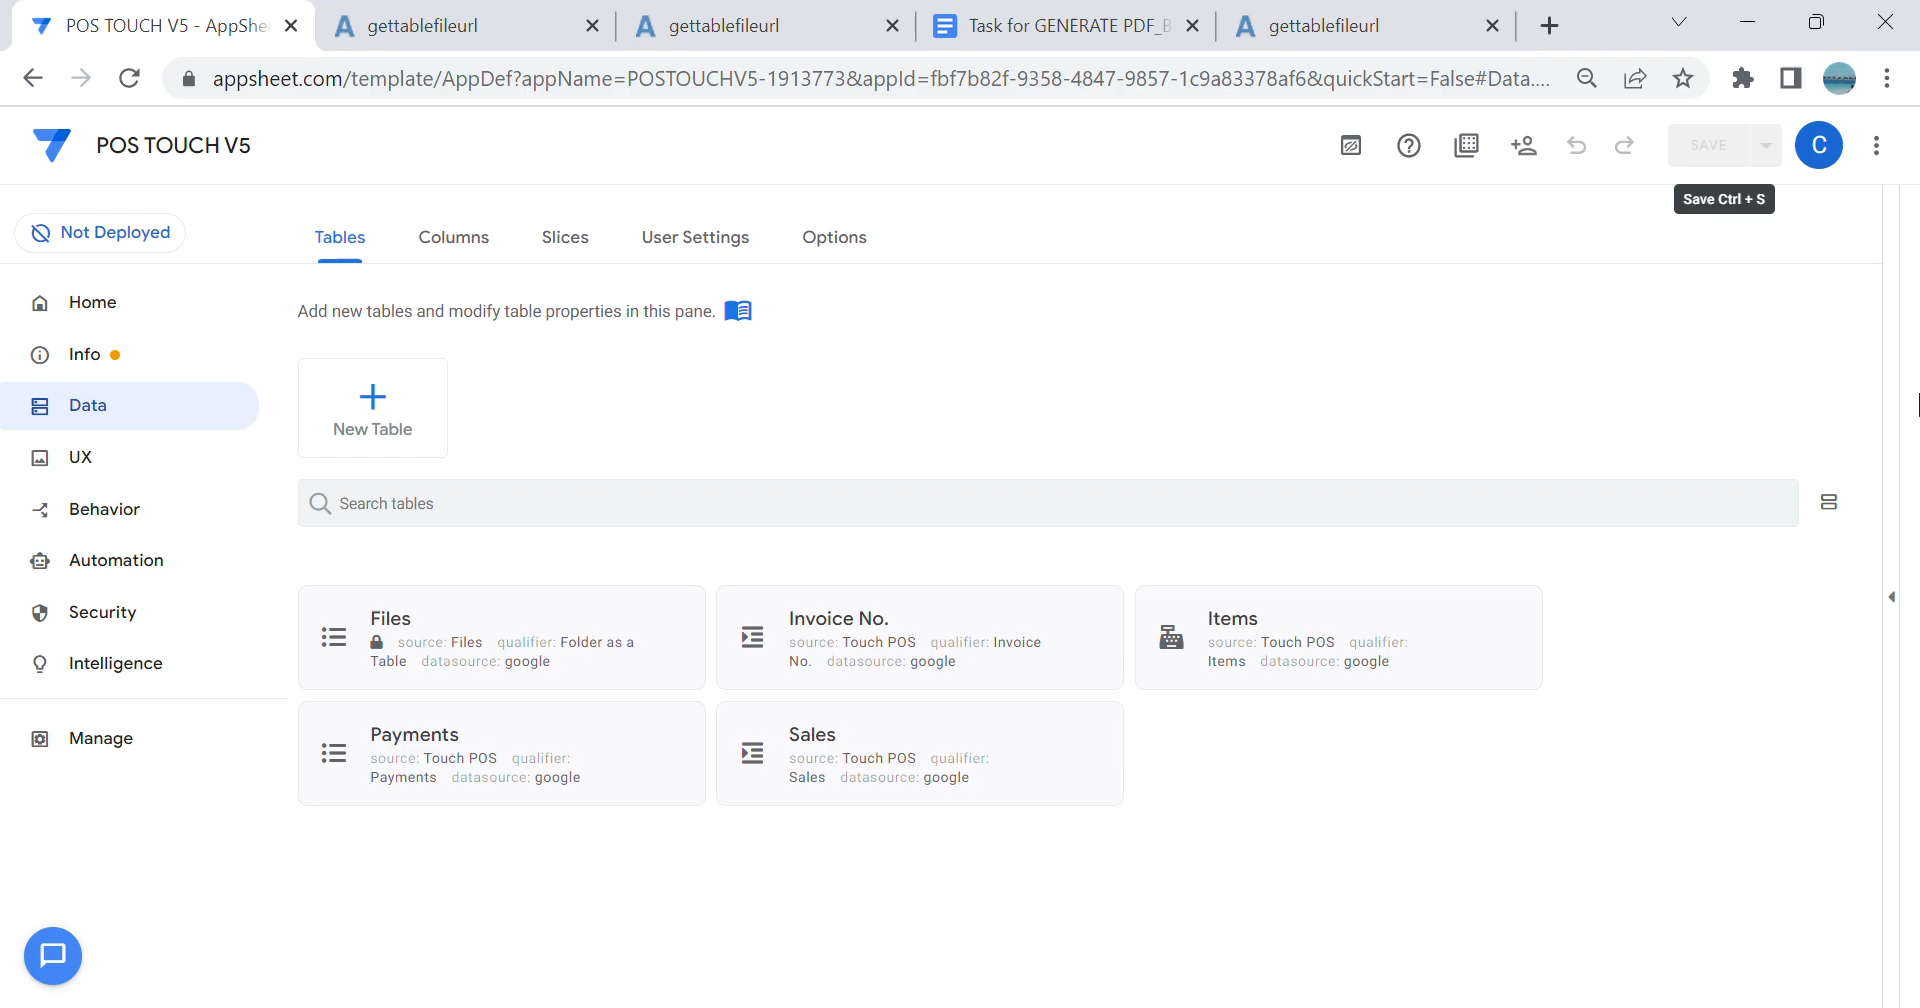 POS TOUCH V5 - AppShe
gettablefileurl
gettablefileurl
Task for GENERATE PDF_B
gettablefileurl
appsheet.com/template/AppDef?appName=POSTOUCHV5-1913773&appId=fbf7b82f-9358-4847-9857-1c9a83378af6&quickStart=False#Data....
POS TOUCH V5
SAVE
C
Save Ctrl + S
Not Deployed
Tables
Columns
Slices
User Settings
Options
Home
Info
Data
UX
Behavior
Automation
Security
Intelligence
Manage
Add new tables and modify table properties in this pane.
New Table
Search tables
Files
source: Files qualifier: Folder as a
Table datasource: google
Invoice No.
source: Touch POS qualifier: Invoice
No. datasource: google
Items
source: Touch POS qualifier:
Items datasource: google
Payments
source: Touch POS qualifier:
Payments datasource: google
Sales
source: Touch POS qualifier:
Sales datasource: google